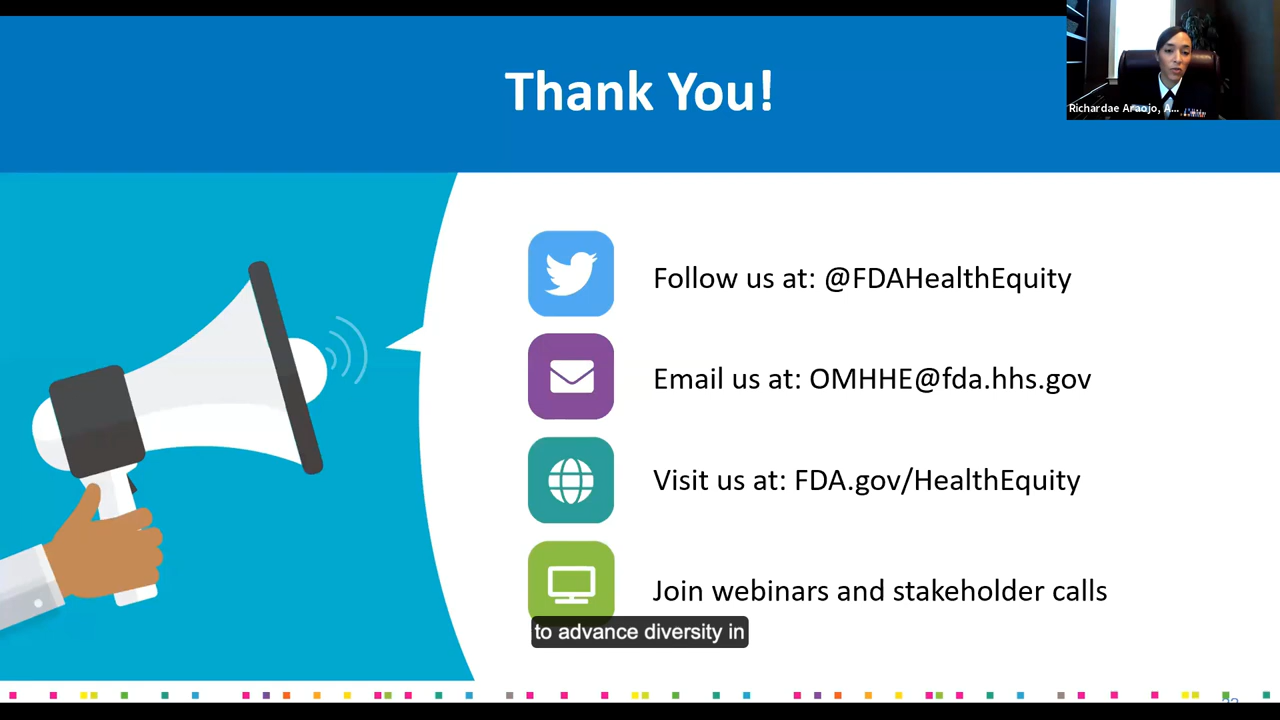 Thank You!
Richardae Araojo, A...
Follow us at: @FDAHealthEquity
Email us at: OMHHE@fda.hhs.gov
Visit us at: FDA.gov/HealthEquity
Join webinars and stakeholder calls
to advance diversity in